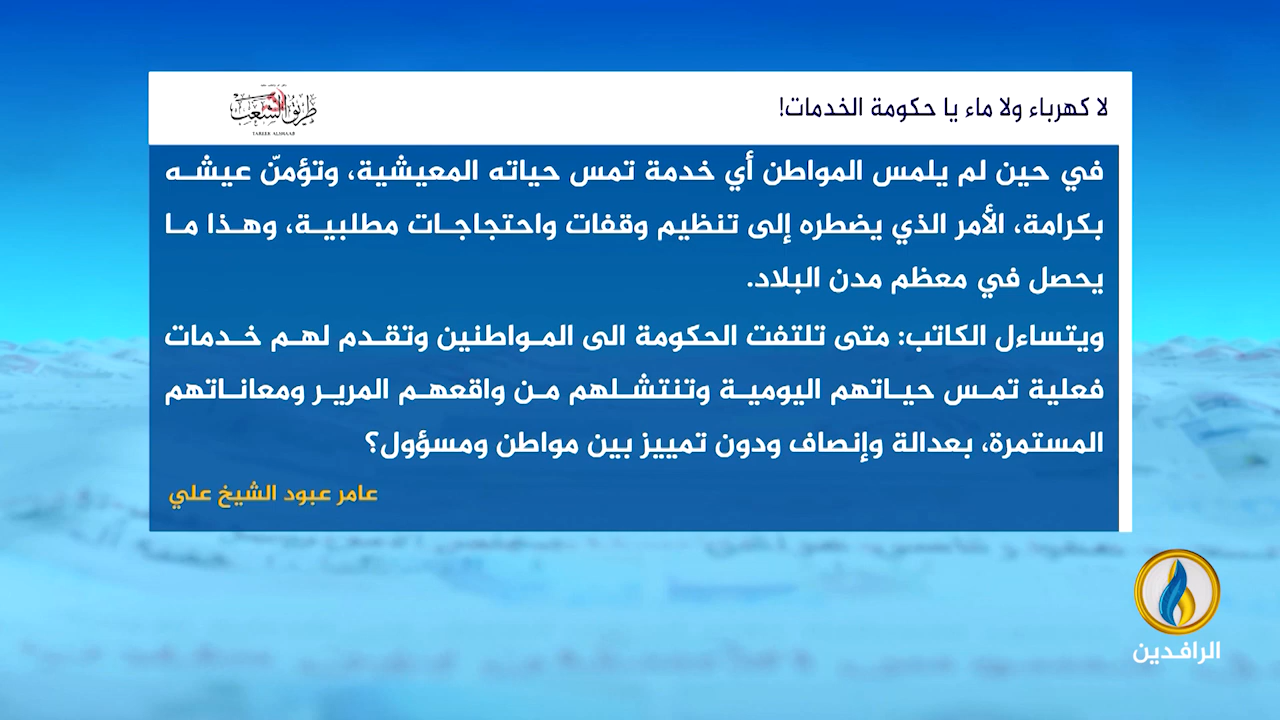 لا كهرباء ولا ماء يا حكومة الخدمات!
طريق الشعب
TAREEK ALSHAAB
في حين لم يلمس المواطن أي خدمة تمس حياته المعيشية، وتؤمنّ عيشه
بكرامة، الأمر الذي يضطره إلى تنظيم وقفات واحتجاجات مطلبية، وهذا ما
يحصل في معظم مدن البلاد.
ويتساءل الكاتب: متى تلتفت الحكومة الى المواطنين وتقدم لهم خدمات
فعلية تمس حياتهم اليومية وتنتشلهم من واقعهم المرير ومعاناتهم
المستمرة، بعدالة وإنصاف ودون تمييز بين مواطن ومسؤول؟
عامر عبود الشيخ علي
الرافدين